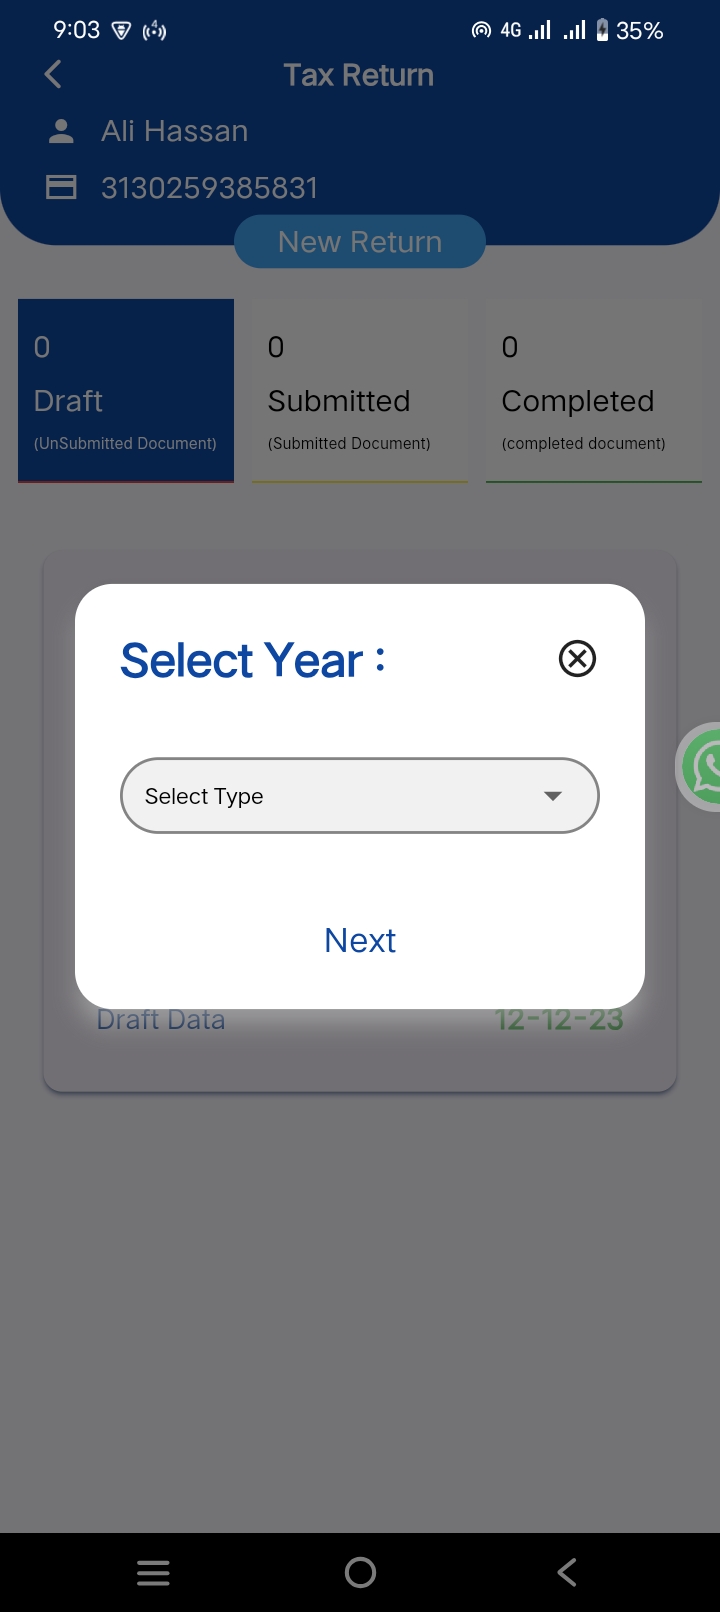 9:03 4G 35%
Tax Return
Ali Hassan
3130259385831
New Return
0 0 0
Draft Submitted Completed
(UnSubmitted Document) (Submitted Document) (completed document)
Select Year :
Select Type
Next
Draft Data 12-12-23